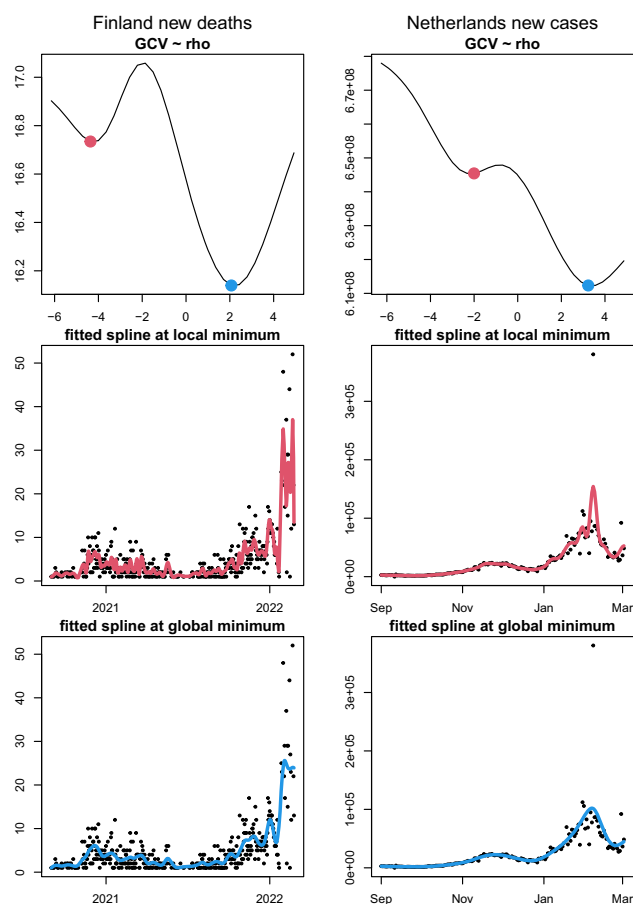 Finland new deaths
GCV ~ rho
17.0
16.8
16.6
16.4
16.2
−6 −4 −2 0 2 4
Netherlands new cases
GCV ~ rho
6.7e+08
6.5e+08
6.3e+08
6.1e+08
−6 −4 −2 0 2 4
fitted spline at local minimum
50
40
30
20
10
0
2021 2022
fitted spline at local minimum
3e+05
2e+05
1e+05
0e+00
Sep Nov Jan Mar
fitted spline at global minimum
50
40
30
20
10
0
2021 2022
fitted spline at global minimum
3e+05
2e+05
1e+05
0e+00
Sep Nov Jan Mar